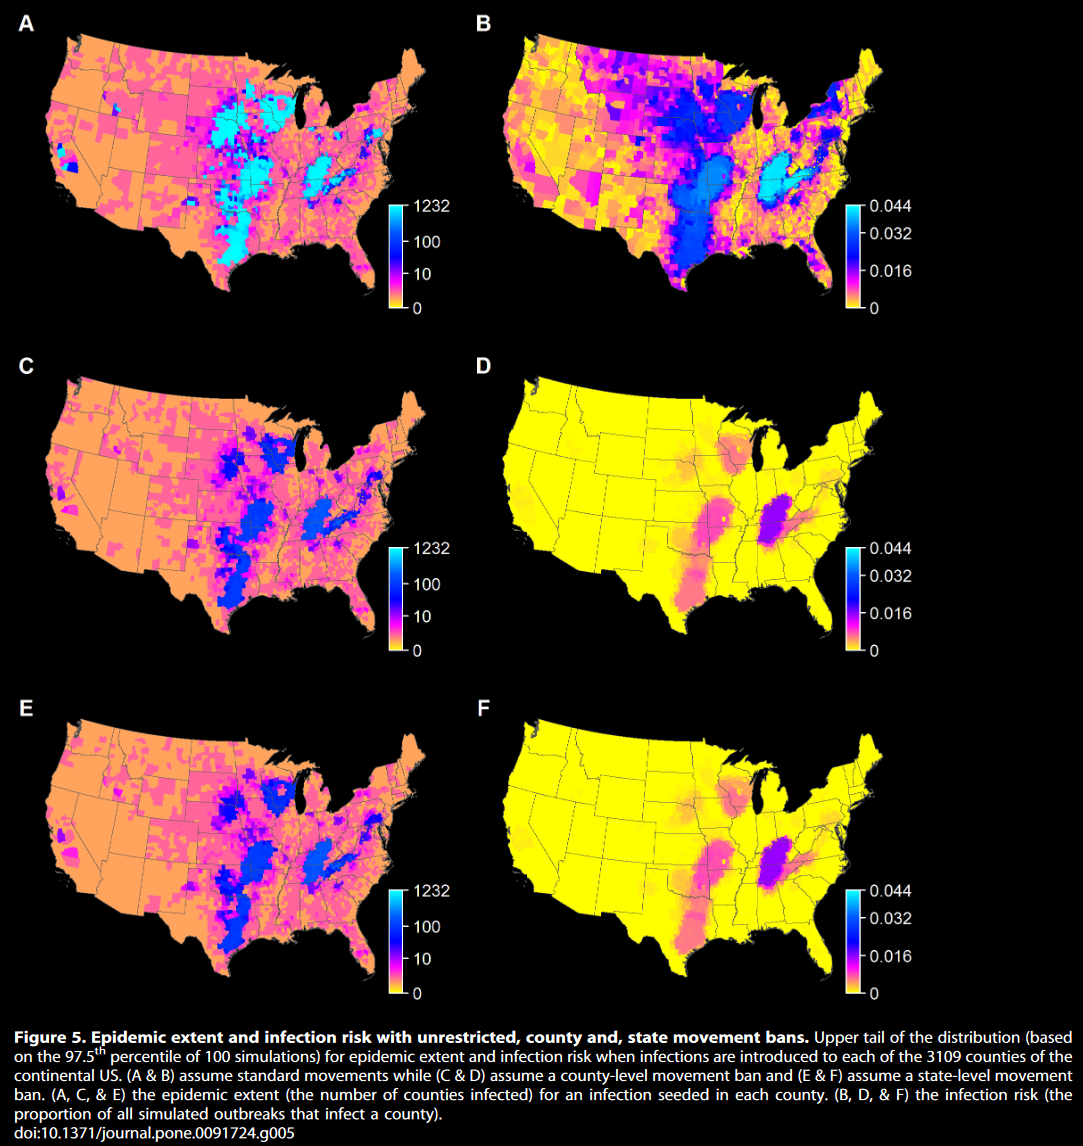 A
B
1232
100
10
0
0.044
0.032
0.016
0
C
D
1232
100
10
0
0.044
0.032
0.016
0
E
F
1232
100
10
0
0.044
0.032
0.016
0
Figure 5. Epidemic extent and infection risk with unrestricted, county and, state movement bans. Upper tail of the distribution (based
on the 97.5th percentile of 100 simulations) for epidemic extent and infection risk when infections are introduced to each of the 3109 counties of the
continental US. (A & B) assume standard movements while (C & D) assume a county-level movement ban and (E & F) assume a state-level movement
ban. (A, C, & E) the epidemic extent (the number of counties infected) for an infection seeded in each county. (B, D, & F) the infection risk (the
proportion of all simulated outbreaks that infect a county).
doi:10.1371/journal.pone.0091724.g005